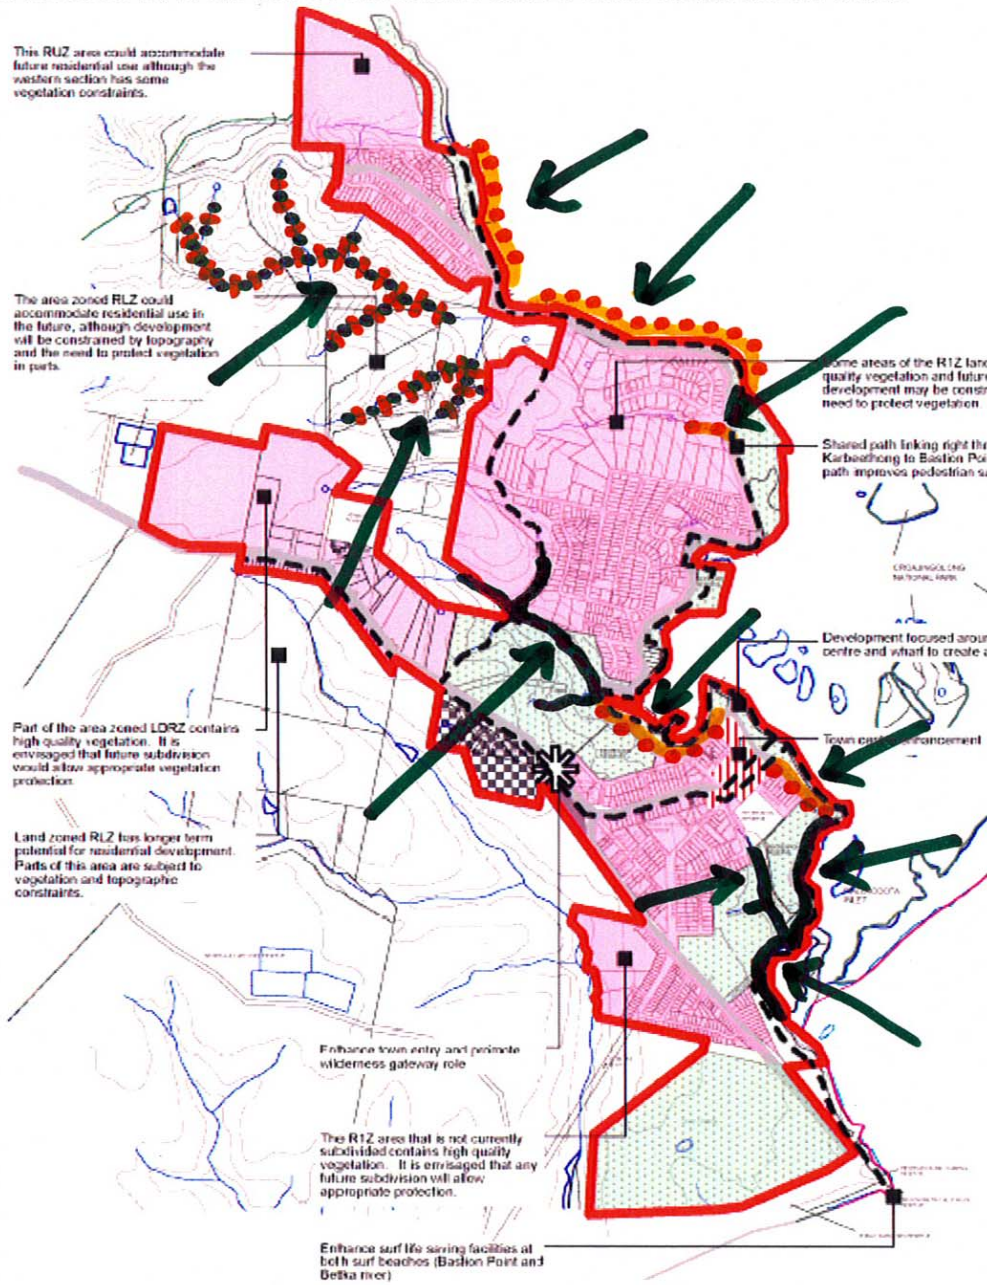 This RUZ area could accommodate
future residential use although the
western section has some
vegetation constraints.
The area zoned RLZ could
accommodate residential use in
the future, although development
will be constrained by topography
and the need to protect vegetation
in parts.
Some areas of the R1Z land
quality vegetation and future
development may be constr
need to protect vegetation
Shared path linking right thr
Karbeethong to Bastion Poi
path improves pedestrian sa
CROAJINGOLONG
NATIONAL PARK
Development focused aroun
centre and wharf to create a
Town centre enhancement
Part of the area zoned LDRZ contains
high quality vegetation. It is
envisaged that future subdivision
would allow appropriate vegetation
protection.
Land zoned RLZ has longer term
potential for residential development.
Parts of this area are subject to
vegetation and topographic
constraints.
INLET
Enhance town entry and promote
wilderness gateway role
The R1Z area that is not currently
subdivided contains high quality
vegetation. It is envisaged that any
future subdivision will allow
appropriate protection.
Enhance surf life saving facilities at
both surf beaches (Bastion Point and
Betka river)